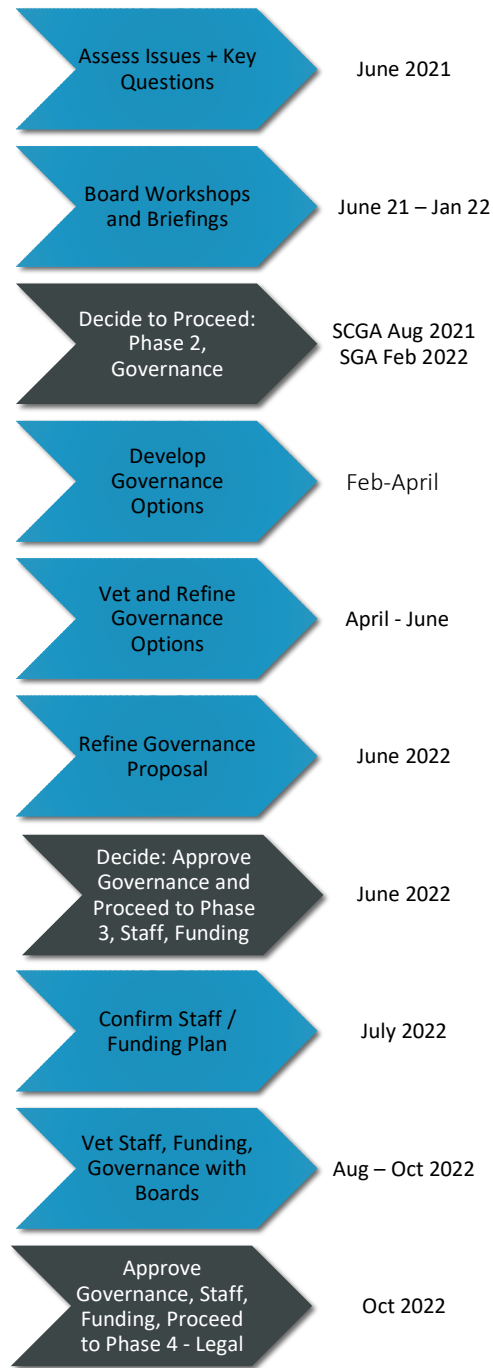 Assess Issues + Key
Questions
June 2021
Board Workshops
and Briefings
June 21 – Jan 22
Decide to Proceed:
Phase 2,
Governance
SCGA Aug 2021
SGA Feb 2022
Develop
Governance
Options
Feb-April
Vet and Refine
Governance
Options
April - June
Refine Governance
Proposal
June 2022
Decide: Approve
Governance and
Proceed to Phase
3, Staff, Funding
June 2022
Confirm Staff /
Funding Plan
July 2022
Vet Staff, Funding,
Governance with
Boards
Aug – Oct 2022
Approve
Governance, Staff,
Funding, Proceed
to Phase 4 - Legal
Oct 2022